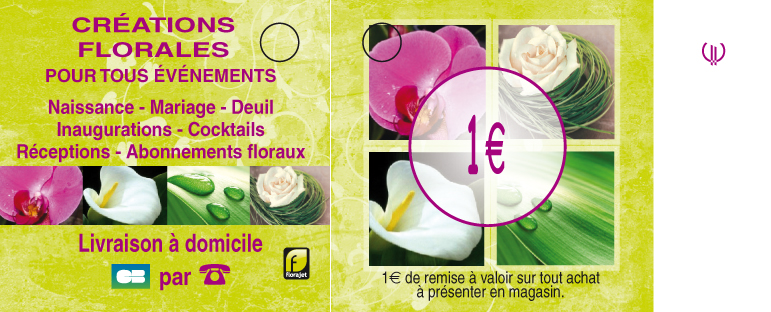 CRÉATIONS
FLORALES
POUR TOUS ÉVÉNEMENTS
Naissance - Mariage - Deuil
Inaugurations - Cocktails
Réceptions - Abonnements floraux
Livraison à domicile
CB par
florajet
1€
1€ de remise à valoir sur tout achat
à présenter en magasin.